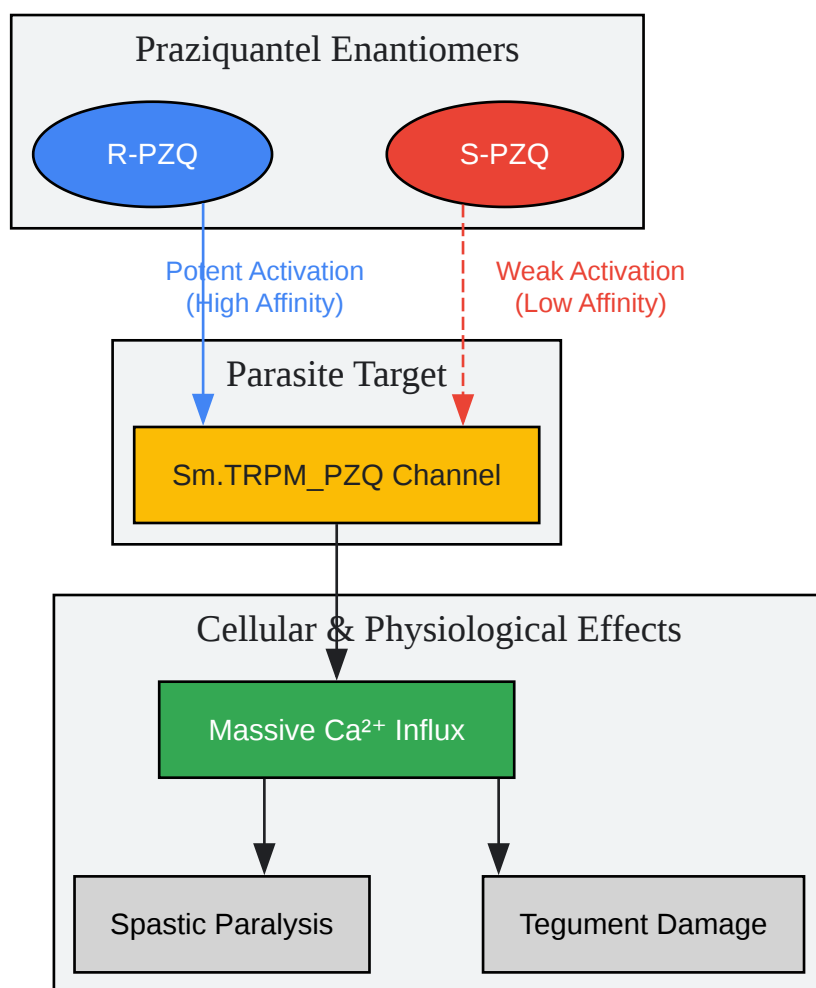 Praziquantel Enantiomers
R-PZQ
S-PZQ
Potent Activation
(High Affinity)
Weak Activation
(Low Affinity)
Parasite Target
Sm.TRPM_PZQ Channel
Cellular & Physiological Effects
Massive Ca²⁺ Influx
Spastic Paralysis
Tegument Damage